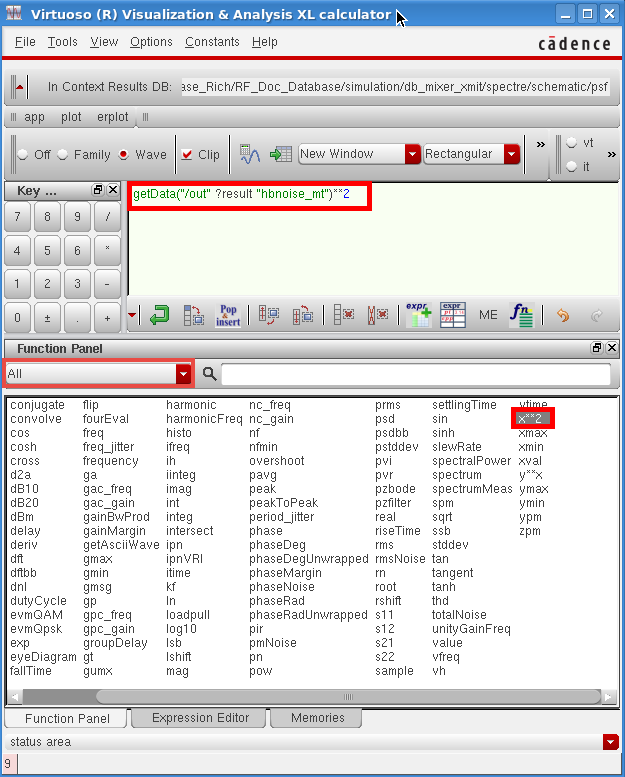 Virtuoso (R) Visualization & Analysis XL calculator
File Tools View Options Constants Help
cādence
In Context Results DB: ase_Rich/RF_Doc_Database/simulation/db_mixer_xmit/spectre/schematic/psf
app plot erplot
Off Family Wave Clip New Window Rectangular » vt
it »
Key ...
getData("/out" ?result "hbnoise_mt")**2
7 8 9 /
4 5 6 *
1 2 3 -
0 ± . +
Pop & insert expr expr ME fn
Function Panel
All
conjugate flip harmonic nc_freq prms settlingTime vtime
convolve fourEval harmonicFreq nc_gain psd sin x**2
cos freq histo nf psdbb sinh xmax
cosh freq_jitter ifreq nfmin pstddev slewRate xmin
cross frequency ih overshoot pvi spectralPower xval
d2a ga iinteg pavg pvr spectrum y**x
dB10 gac_freq imag peak pzbode spectrumMeas ymax
dB20 gac_gain int peakToPeak pzfilter spm ymin
dBm gainBwProd integ period_jitter real sqrt ypm
delay gainMargin intersect phase riseTime ssb zpm
deriv getAsciiWave ipn phaseDeg rms stddev
dft gmax ipnVRI phaseDegUnwrapped rmsNoise tan
dftbb gmin itime phaseMargin rn tangent
dnl gmsg kf phaseNoise root tanh
dutyCycle gp ln phaseRad rshift thd
evmQAM gpc_freq loadpull phaseRadUnwrapped s11 totalNoise
evmQpsk gpc_gain log10 pir s12 unityGainFreq
exp groupDelay lsb pmNoise s21 value
eyeDiagram gt lshift pn s22 vfreq
fallTime gumx mag pow sample vh
Function Panel Expression Editor Memories
status area
9